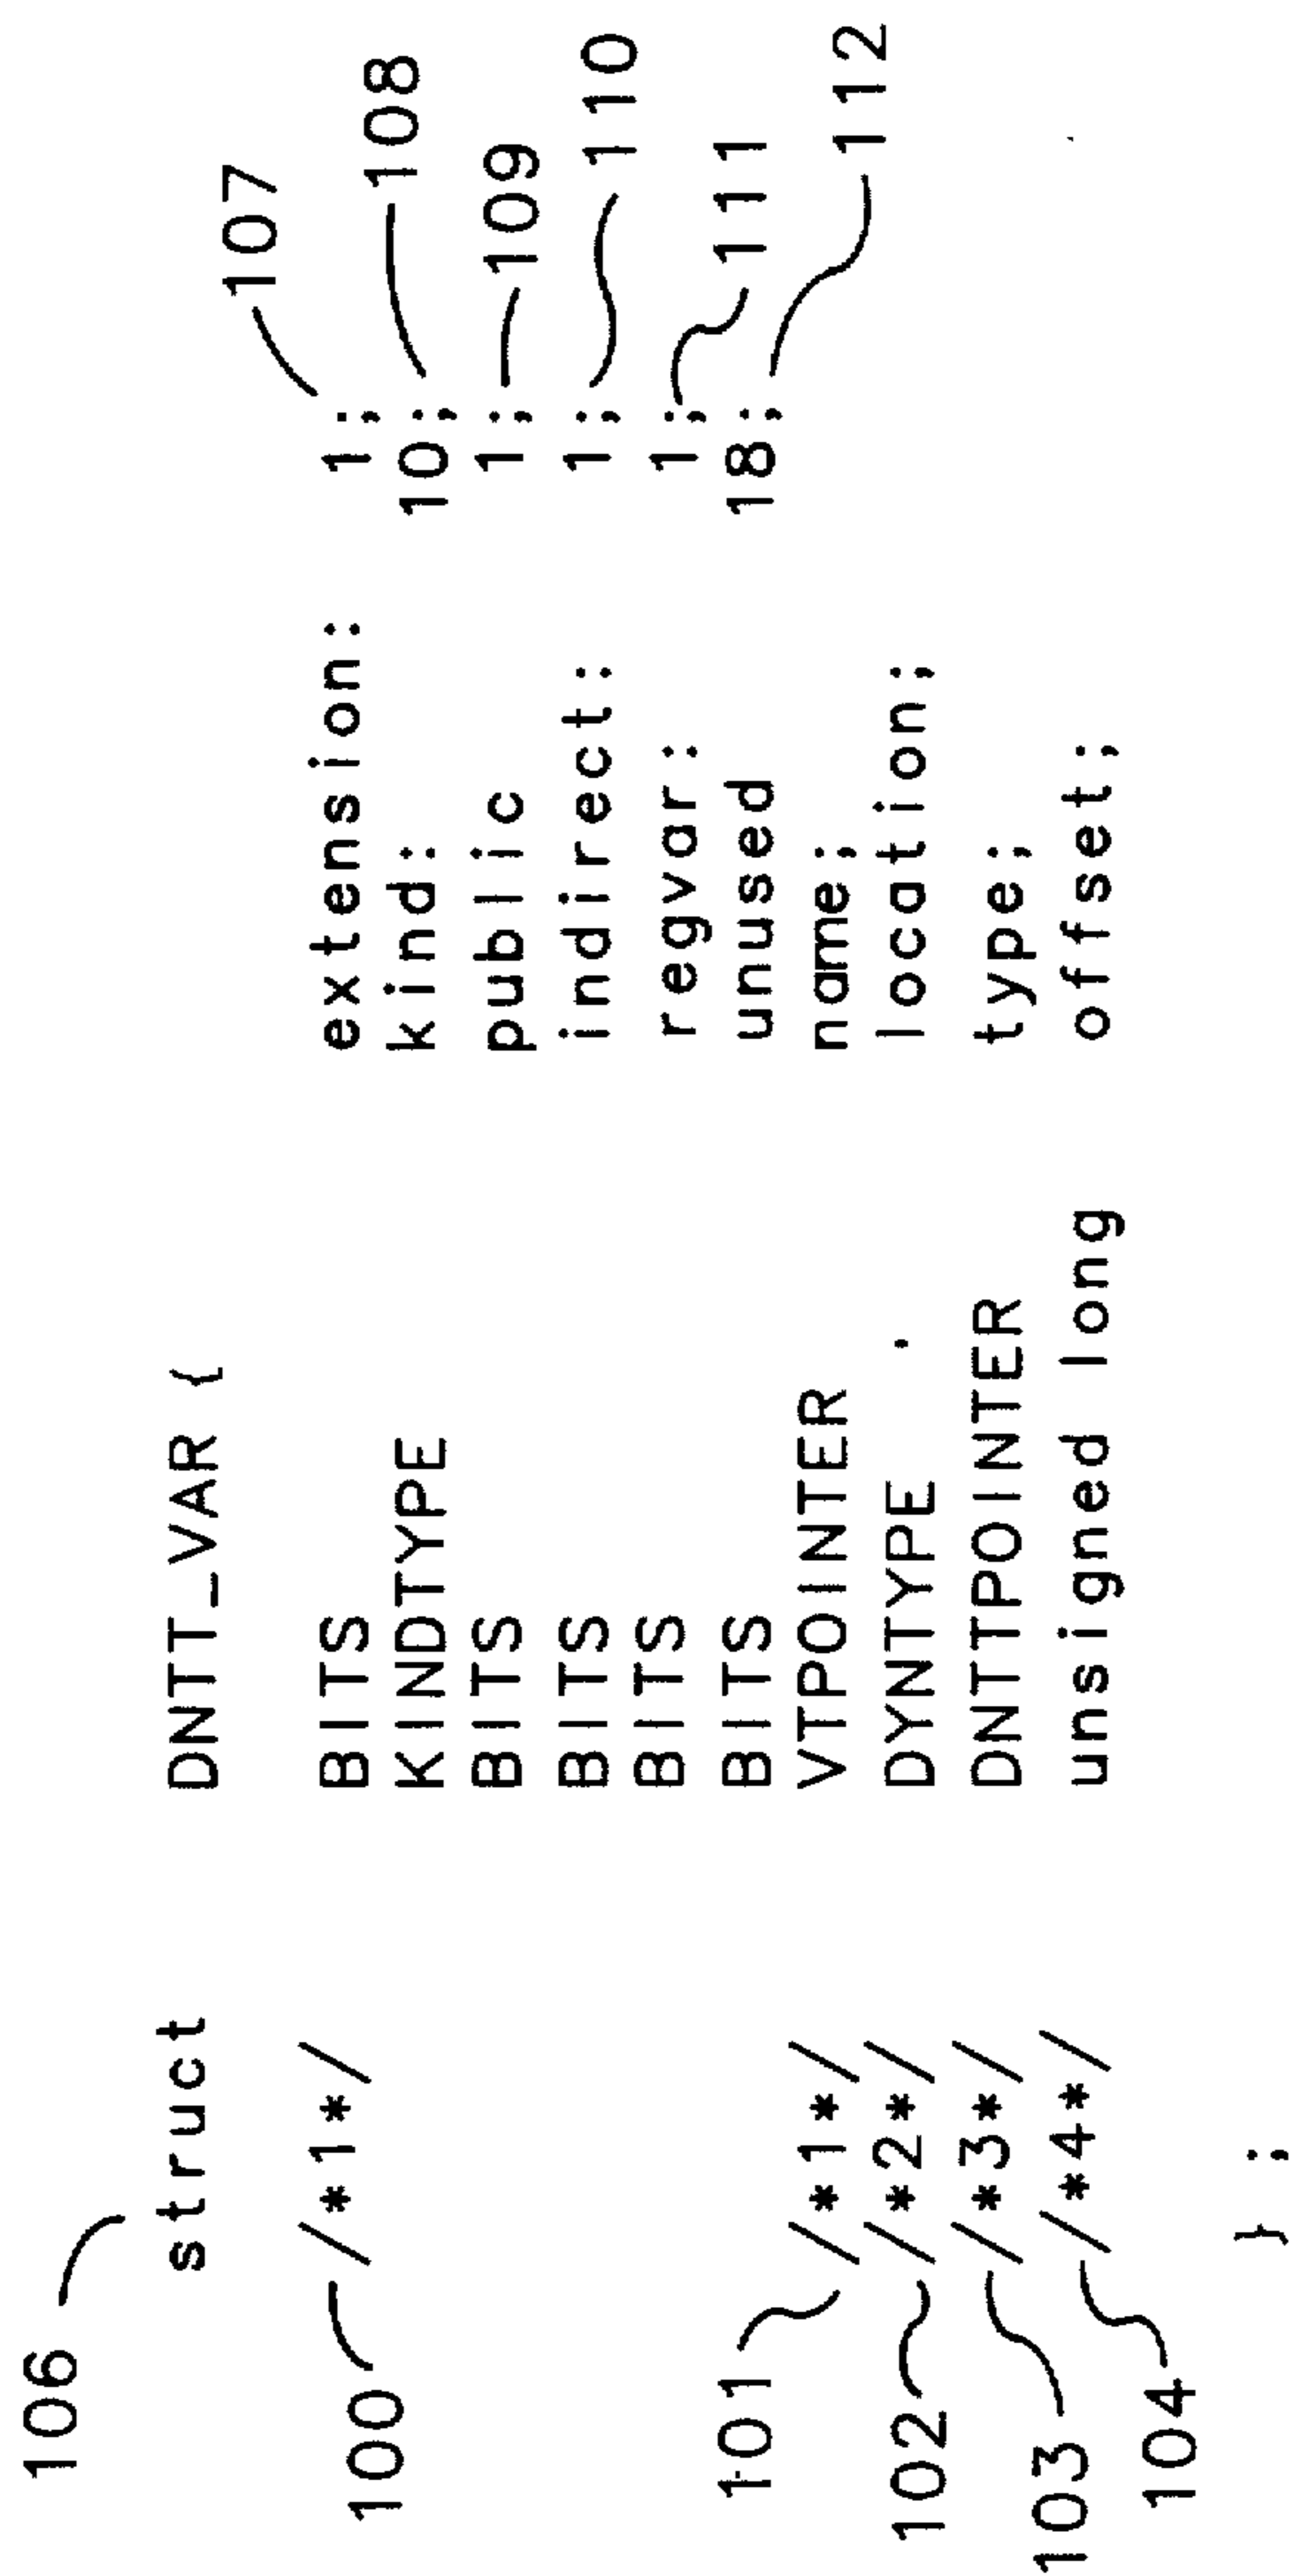 106
struct DNTT_VAR {
100 /*1*/ BITS extension: 1; 107
KINDTYPE kind: 10; 108
BITS public 1; 109
BITS indirect: 1; 110
BITS regvar: 1; 111
BITS unused 18; 112
101 /*1*/ VTPOINTER name;
102 /*2*/ DYNTYPE location;
103 /*3*/ DNTTPOINTER type;
104 /*4*/ unsigned long offset;
} ;